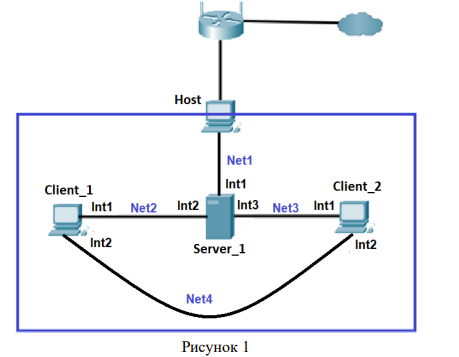 Host
Net1
Int1
Client_1
Client_2
Int1
Net2
Int2
Int3
Net3
Int1
Int2
Server_1
Int2
Net4
Рисунок 1